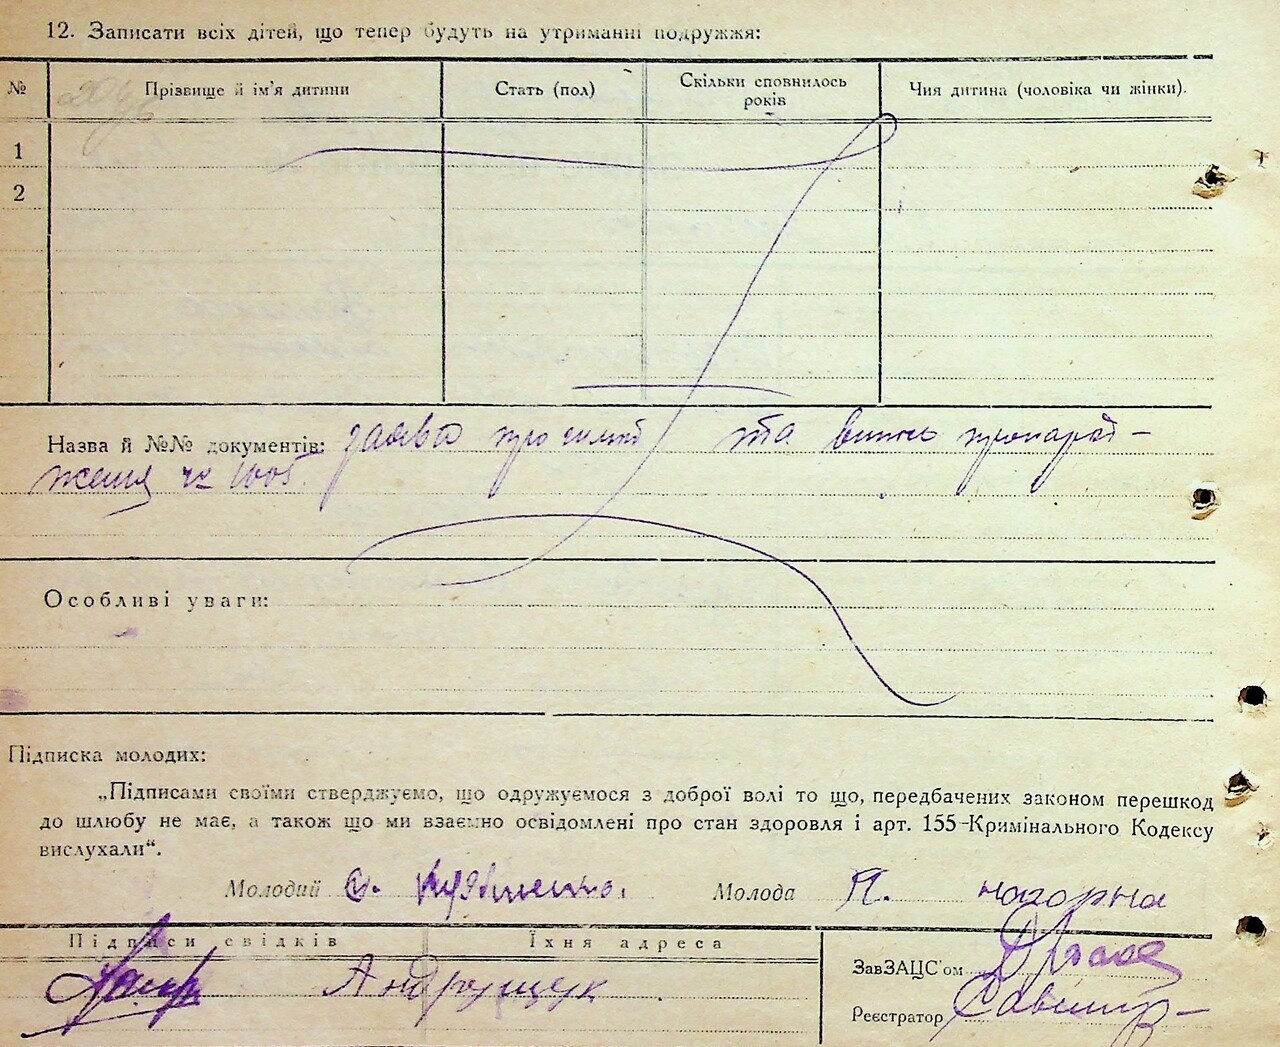 12. Записати всіх дітей, що тепер будуть на утриманні подружжя:
№ Прізвище й ім'я дитини Стать (пол) Скільки сповнилось років Чия дитина (чоловіка чи жінки).
1
2
Назва й №№ документів: заява про та про народ-
ження чк 1005
Особливі уваги:
Підписка молодих:
„Підписами своїми стверджуємо, що одружуємося з доброї волі то що, передбачених законом перешкод
до шлюбу не має, а також що ми взаємно освідомлені про стан здоровля і арт. 155-Кримінального Кодексу
вислухали“.
Молодий Молода П. нагорна
Підписи свідків Їхня адреса
ЗавЗАЦС'ом
Андрущук
Реєстратор